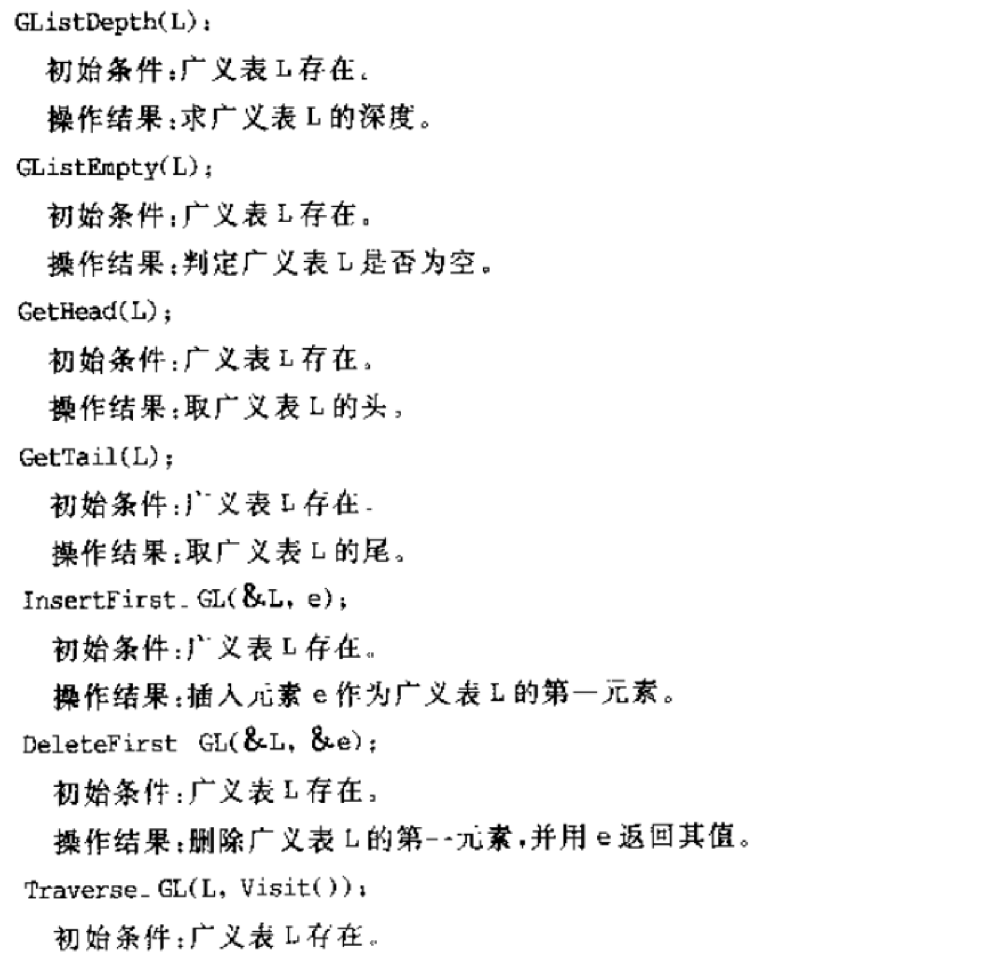 GListDepth(L);
初始条件:广义表L存在。
操作结果:求广义表L的深度。
GListEmpty(L);
初始条件:广义表L存在。
操作结果:判定广义表L是否为空。
GetHead(L);
初始条件:广义表L存在。
操作结果:取广义表L的头。
GetTail(L);
初始条件:广义表L存在。
操作结果:取广义表L的尾。
InsertFirst_GL(&L, e);
初始条件:广义表L存在。
操作结果:插入元素e作为广义表L的第一元素。
DeleteFirst GL(&L, &e);
初始条件:广义表L存在。
操作结果:删除广义表L的第一元素,并用e返回其值。
Traverse_GL(L, Visit());
初始条件:广义表L存在。